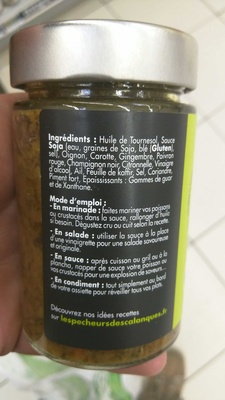 Ingrédients : Huile de Tournesol, Sauce
Soja (eau, graines de Soja, blé (Gluten),
sel), Oignon, Carotte, Gingembre, Poivron
rouge, Champignon noir, Citronnelle, Vinaigre
d'alcool, Ail, Feuille de kaffir, Sel, Coriandre,
Piment fort, Epaississants : Gommes de guar
et de Xanthane.
Mode d'emploi :
- En marinade : faites mariner vos poissons
ou crustacés dans la sauce, rallonger d'huile
si besoin. Dégustez cru ou cuit selon la recette.
- En salade : utiliser la sauce à la place
d'une vinaigrette pour une salade savoureuse
et originale.
- En sauce : après cuisson au gril ou à la
plancha, napper de sauce votre poisson ou
vos crustacés pour une explosion de saveurs...
- En condiment : tout simplement au bord
de votre assiette pour réveiller tous vos plats.
Découvrez nos idées recettes
sur lespecheursdescalanques.fr